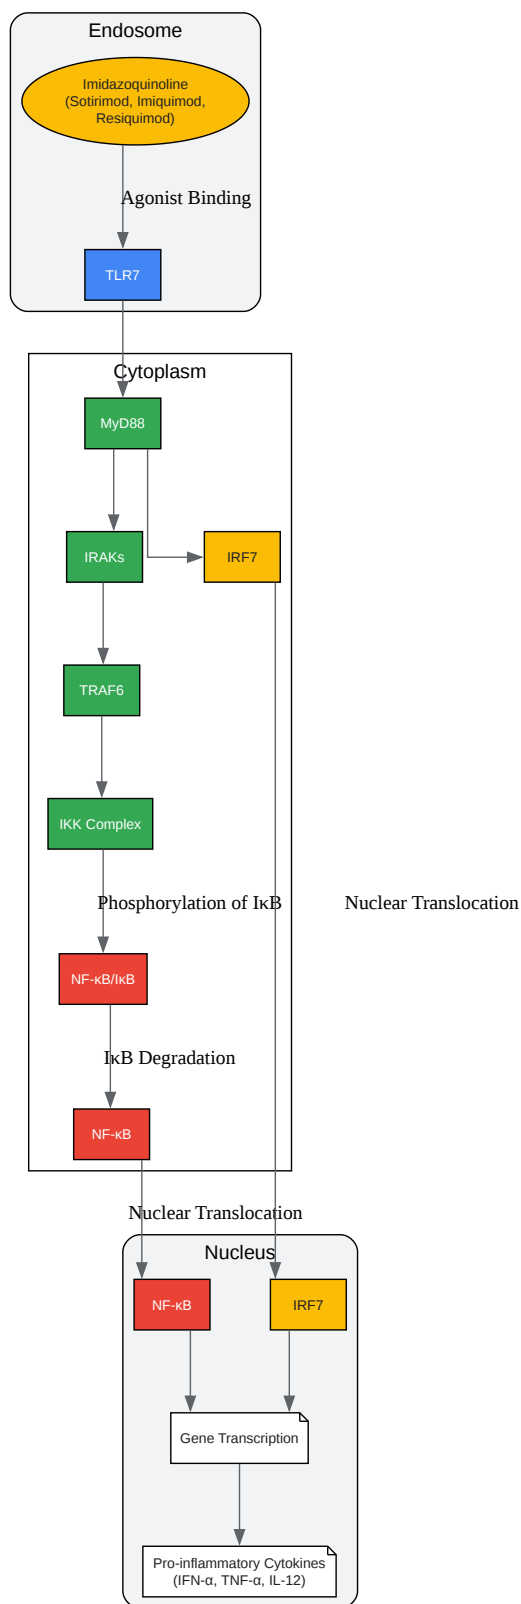 Endosome
Imidazoquinoline
(Sotirimod, Imiquimod,
Resiquimod)
Agonist Binding
TLR7
Cytoplasm
MyD88
IRAKs
IRF7
TRAF6
IKK Complex
Phosphorylation of IκB
Nuclear Translocation
NF-κB/IκB
IκB Degradation
NF-κB
Nuclear Translocation
Nucleus
NF-κB
IRF7
Gene Transcription
Pro-inflammatory Cytokines
(IFN-α, TNF-α, IL-12)